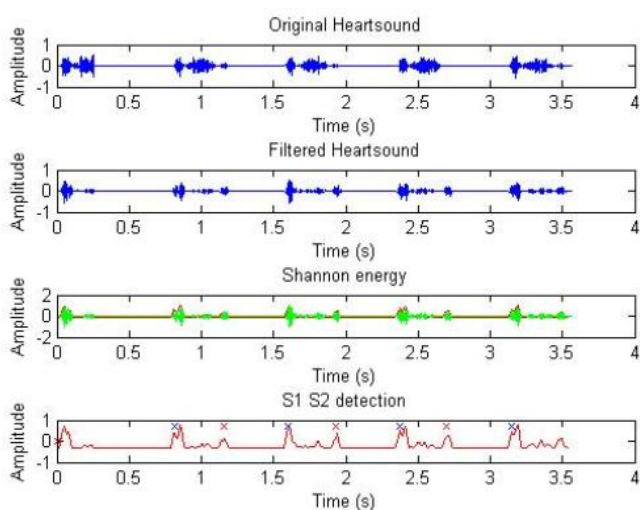 Original Heartsound
Amplitude
1
0
-1
0 0.5 1 1.5 2 2.5 3 3.5 4
Time (s)
Filtered Heartsound
Amplitude
1
0
-1
0 0.5 1 1.5 2 2.5 3 3.5 4
Time (s)
Shannon energy
Amplitude
2
0
-2
0 0.5 1 1.5 2 2.5 3 3.5 4
Time (s)
S1 S2 detection
Amplitude
1
0
-1
0 0.5 1 1.5 2 2.5 3 3.5 4
Time (s)